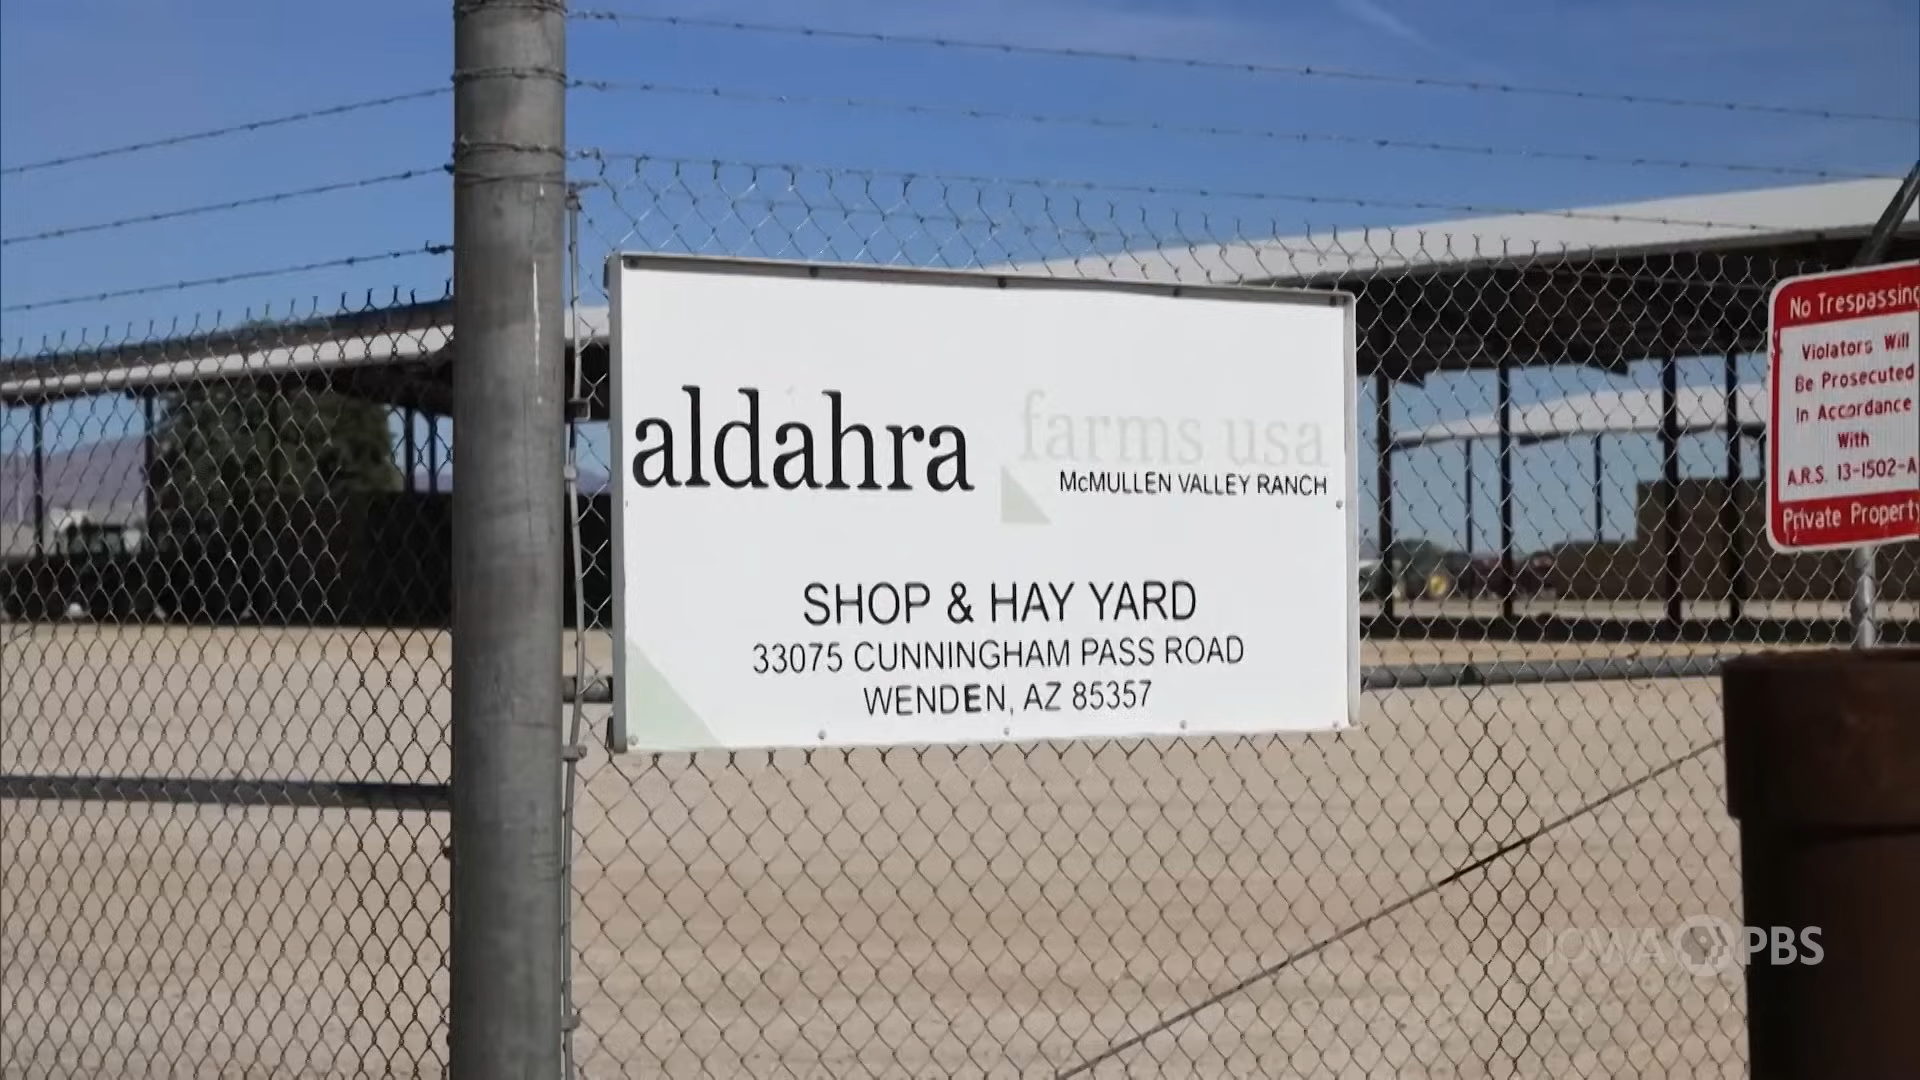 aldahra farms usa
McMULLEN VALLEY RANCH
SHOP & HAY YARD
33075 CUNNINGHAM PASS ROAD
WENDEN, AZ 85357
No Trespassing
Violators Will
Be Prosecuted
In Accordance
With
A.R.S. 13-1502-A
Private Property
IOWA PBS